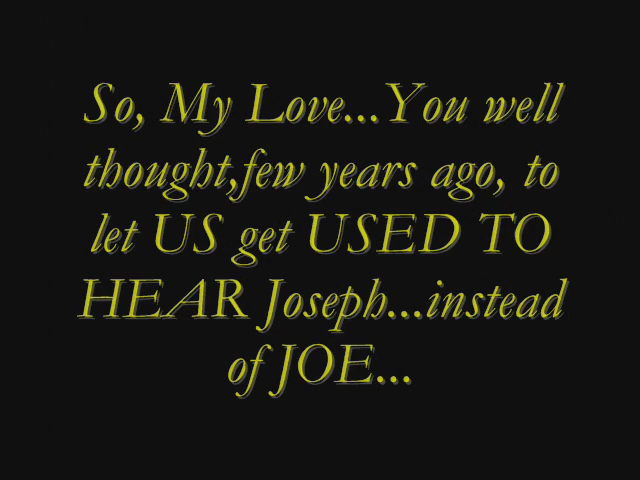 So, My Love...You well
thought,few years ago, to
let US get USED TO
HEAR Joseph...instead
of JOE...